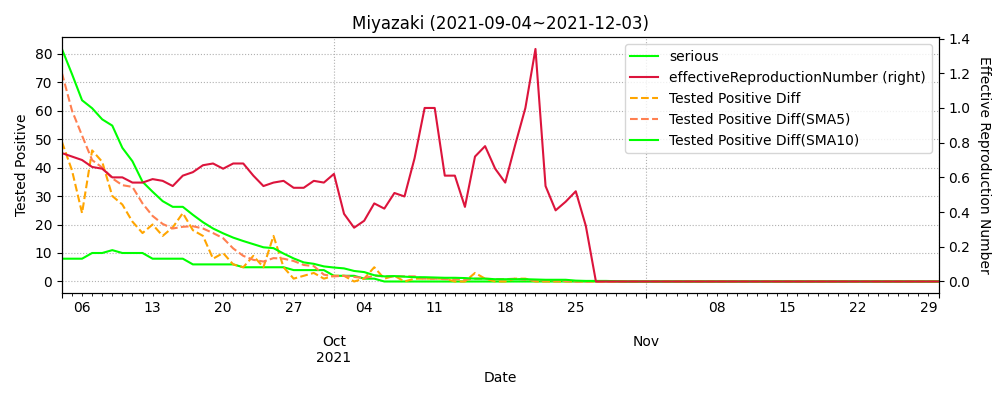 Miyazaki (2021-09-04~2021-12-03)
Tested Positive
80
70
60
50
40
30
20
10
0
1.4
1.2
1.0
0.8
0.6
0.4
0.2
0.0
Effective Reproduction Number
serious
effectiveReproductionNumber (right)
Tested Positive Diff
Tested Positive Diff(SMA5)
Tested Positive Diff(SMA10)
06 13 20 27 04 11 18 25 08 15 22 29
Oct Nov
2021
Date